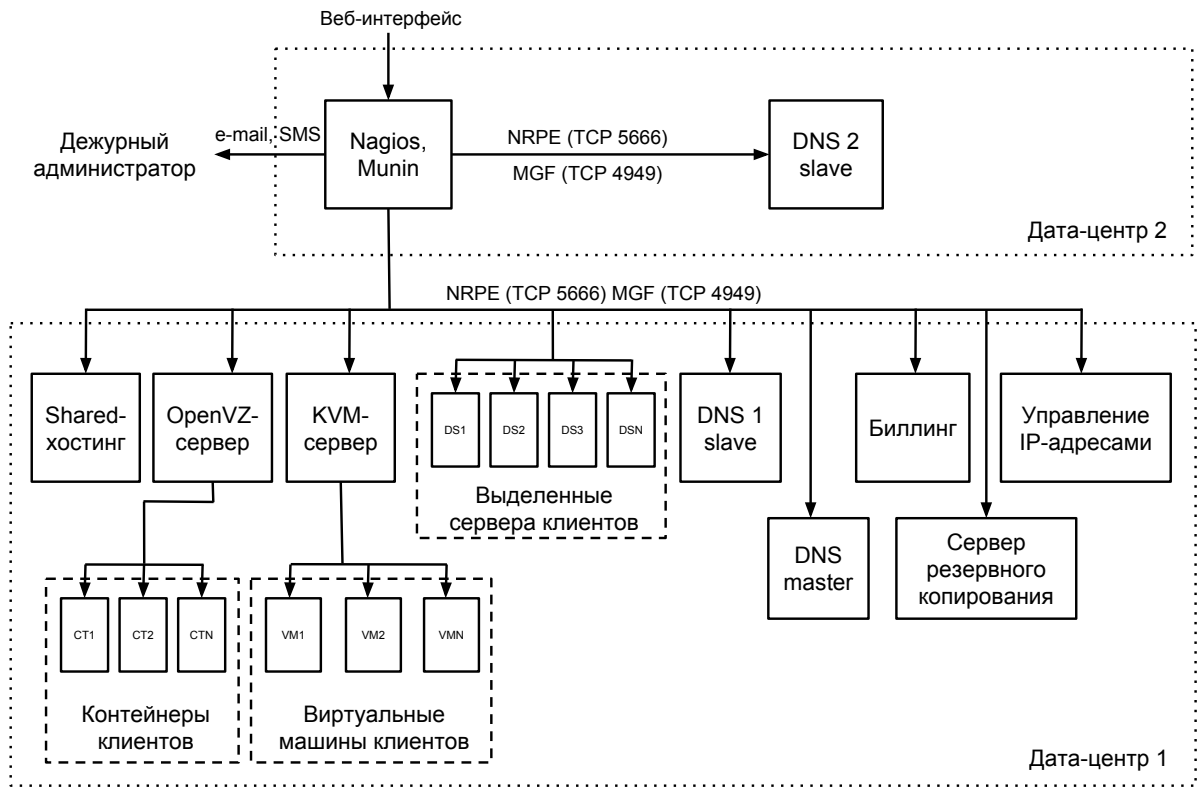 Веб-интерфейс
Дежурный
администратор
e-mail, SMS
Nagios,
Munin
NRPE (TCP 5666)
MGF (TCP 4949)
DNS 2
slave
Дата-центр 2
NRPE (TCP 5666) MGF (TCP 4949)
Shared-
хостинг
OpenVZ-
сервер
KVM-
сервер
DS1
DS2
DS3
DSN
Выделенные
сервера клиентов
DNS 1
slave
Биллинг
Управление
IP-адресами
DNS
master
Сервер
резервного
копирования
CT1
CT2
CTN
Контейнеры
клиентов
VM1
VM2
VMN
Виртуальные
машины клиентов
Дата-центр 1